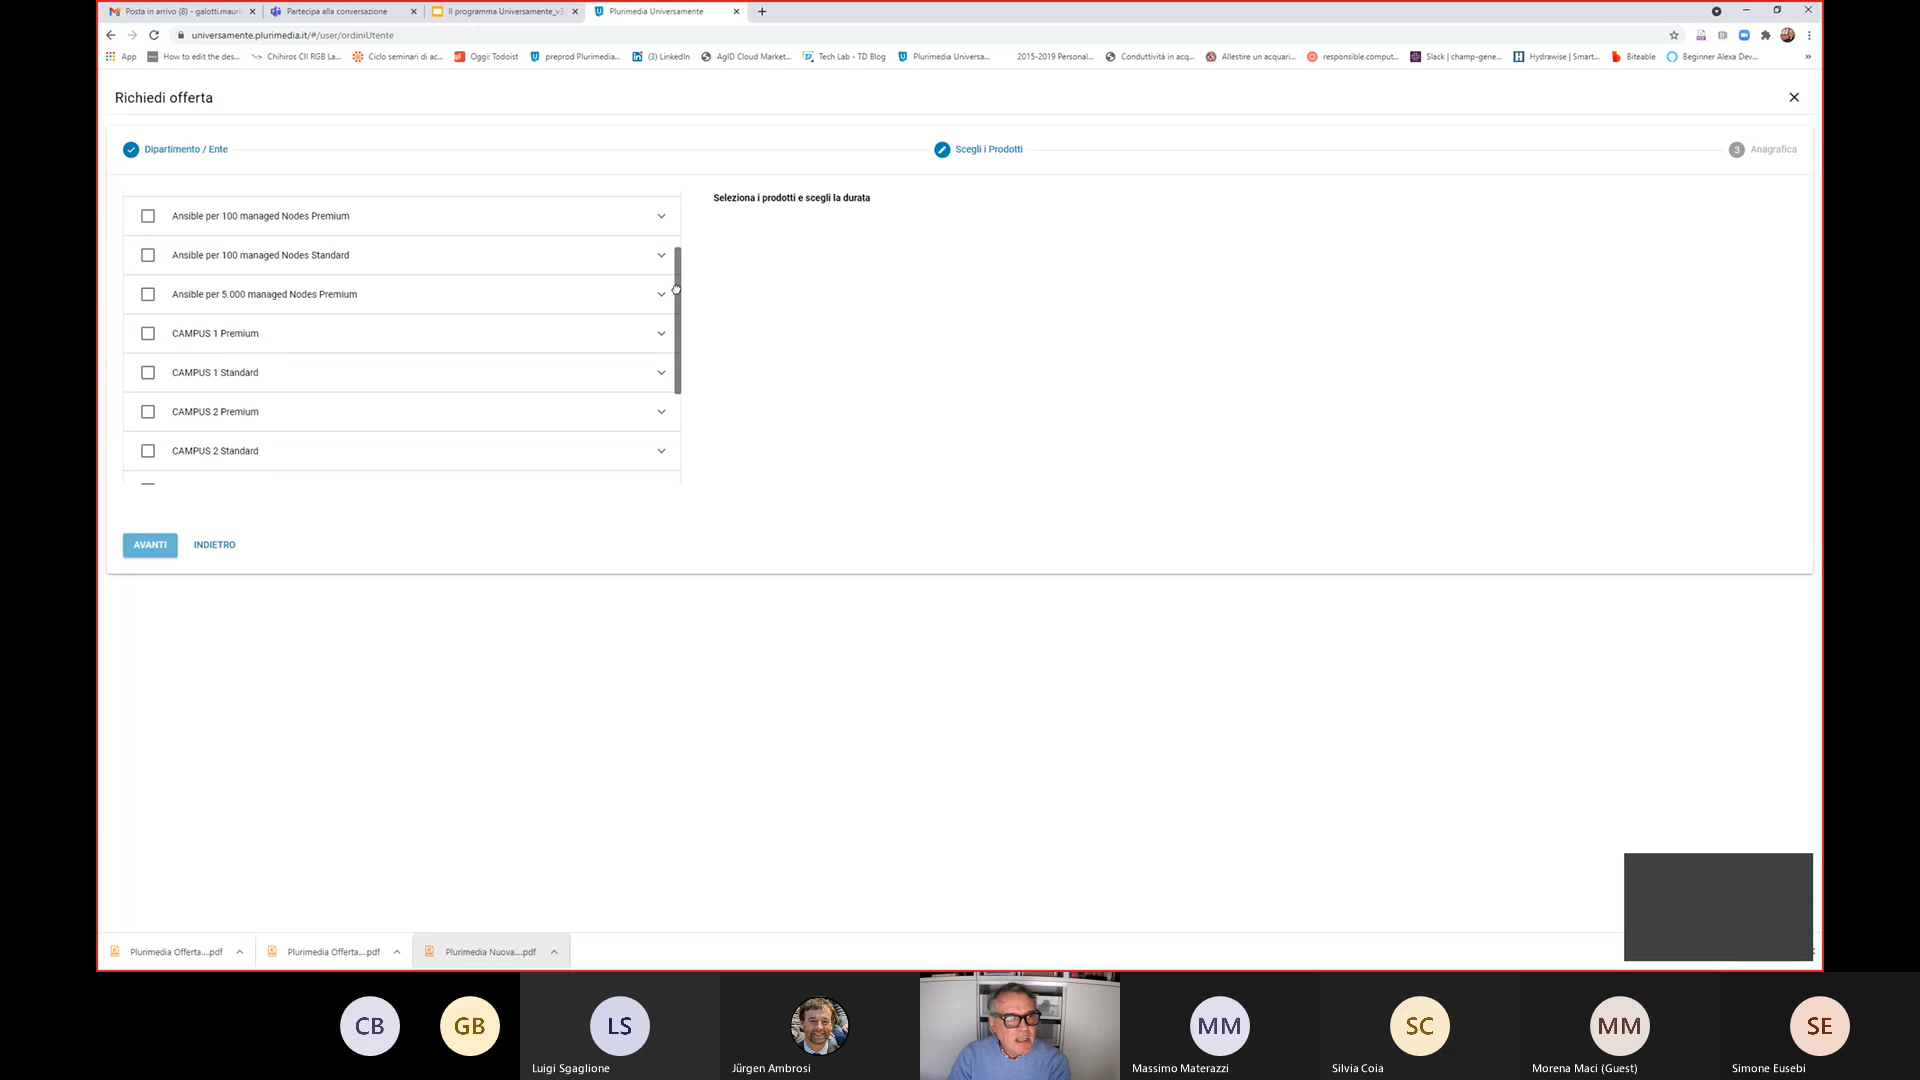 Posta in arrivo (8) - galotti.maur
Partecipa alla conversazione
Il programma Universamente_v3
Plurimedia Universamente
universamente.plurimedia.it/#/user/ordiniUtente
App
How to edit the des...
Chihiros CII RGB La...
Ciclo seminari di ac...
Oggi: Todoist
preprod Plurimedia...
(3) LinkedIn
AgID Cloud Market...
Tech Lab - TD Blog
Plurimedia Universa...
2015-2019 Personal...
Conduttività in acq...
Allestire un acquari...
responsible.comput...
Slack | champ-gene...
Hydrawise | Smart...
Biteable
Beginner Alexa Dev...
»
Richiedi offerta
Dipartimento / Ente
Scegli i Prodotti
3 Anagrafica
Seleziona i prodotti e scegli la durata
Ansible per 100 managed Nodes Premium
Ansible per 100 managed Nodes Standard
Ansible per 5.000 managed Nodes Premium
CAMPUS 1 Premium
CAMPUS 1 Standard
CAMPUS 2 Premium
CAMPUS 2 Standard
AVANTI
INDIETRO
Plurimedia Offerta....pdf
Plurimedia Offerta....pdf
Plurimedia Nuova....pdf
CB
GB
LS
MM
SC
MM
SE
Luigi Sgaglione
Jürgen Ambrosi
Massimo Materazzi
Silvia Coia
Morena Maci (Guest)
Simone Eusebi